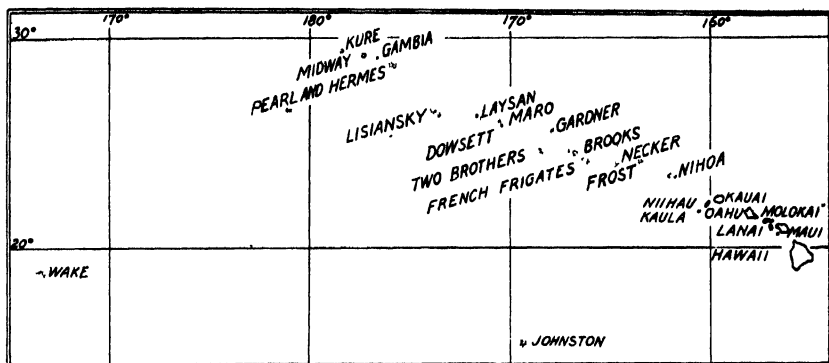 170° 180° 170° 160°
30°
KURE
MIDWAY GAMBIA
PEARL AND HERMES
LISIANSKY LAYSAN
MARO
DOWSETT GARDNER
TWO BROTHERS BROOKS
FRENCH FRIGATES NECKER
FROST NIHOA
NIIHAU KAUAI
KAULA OAHU MOLOKAI
LANAI MAUI
20°
HAWAII
WAKE
JOHNSTON